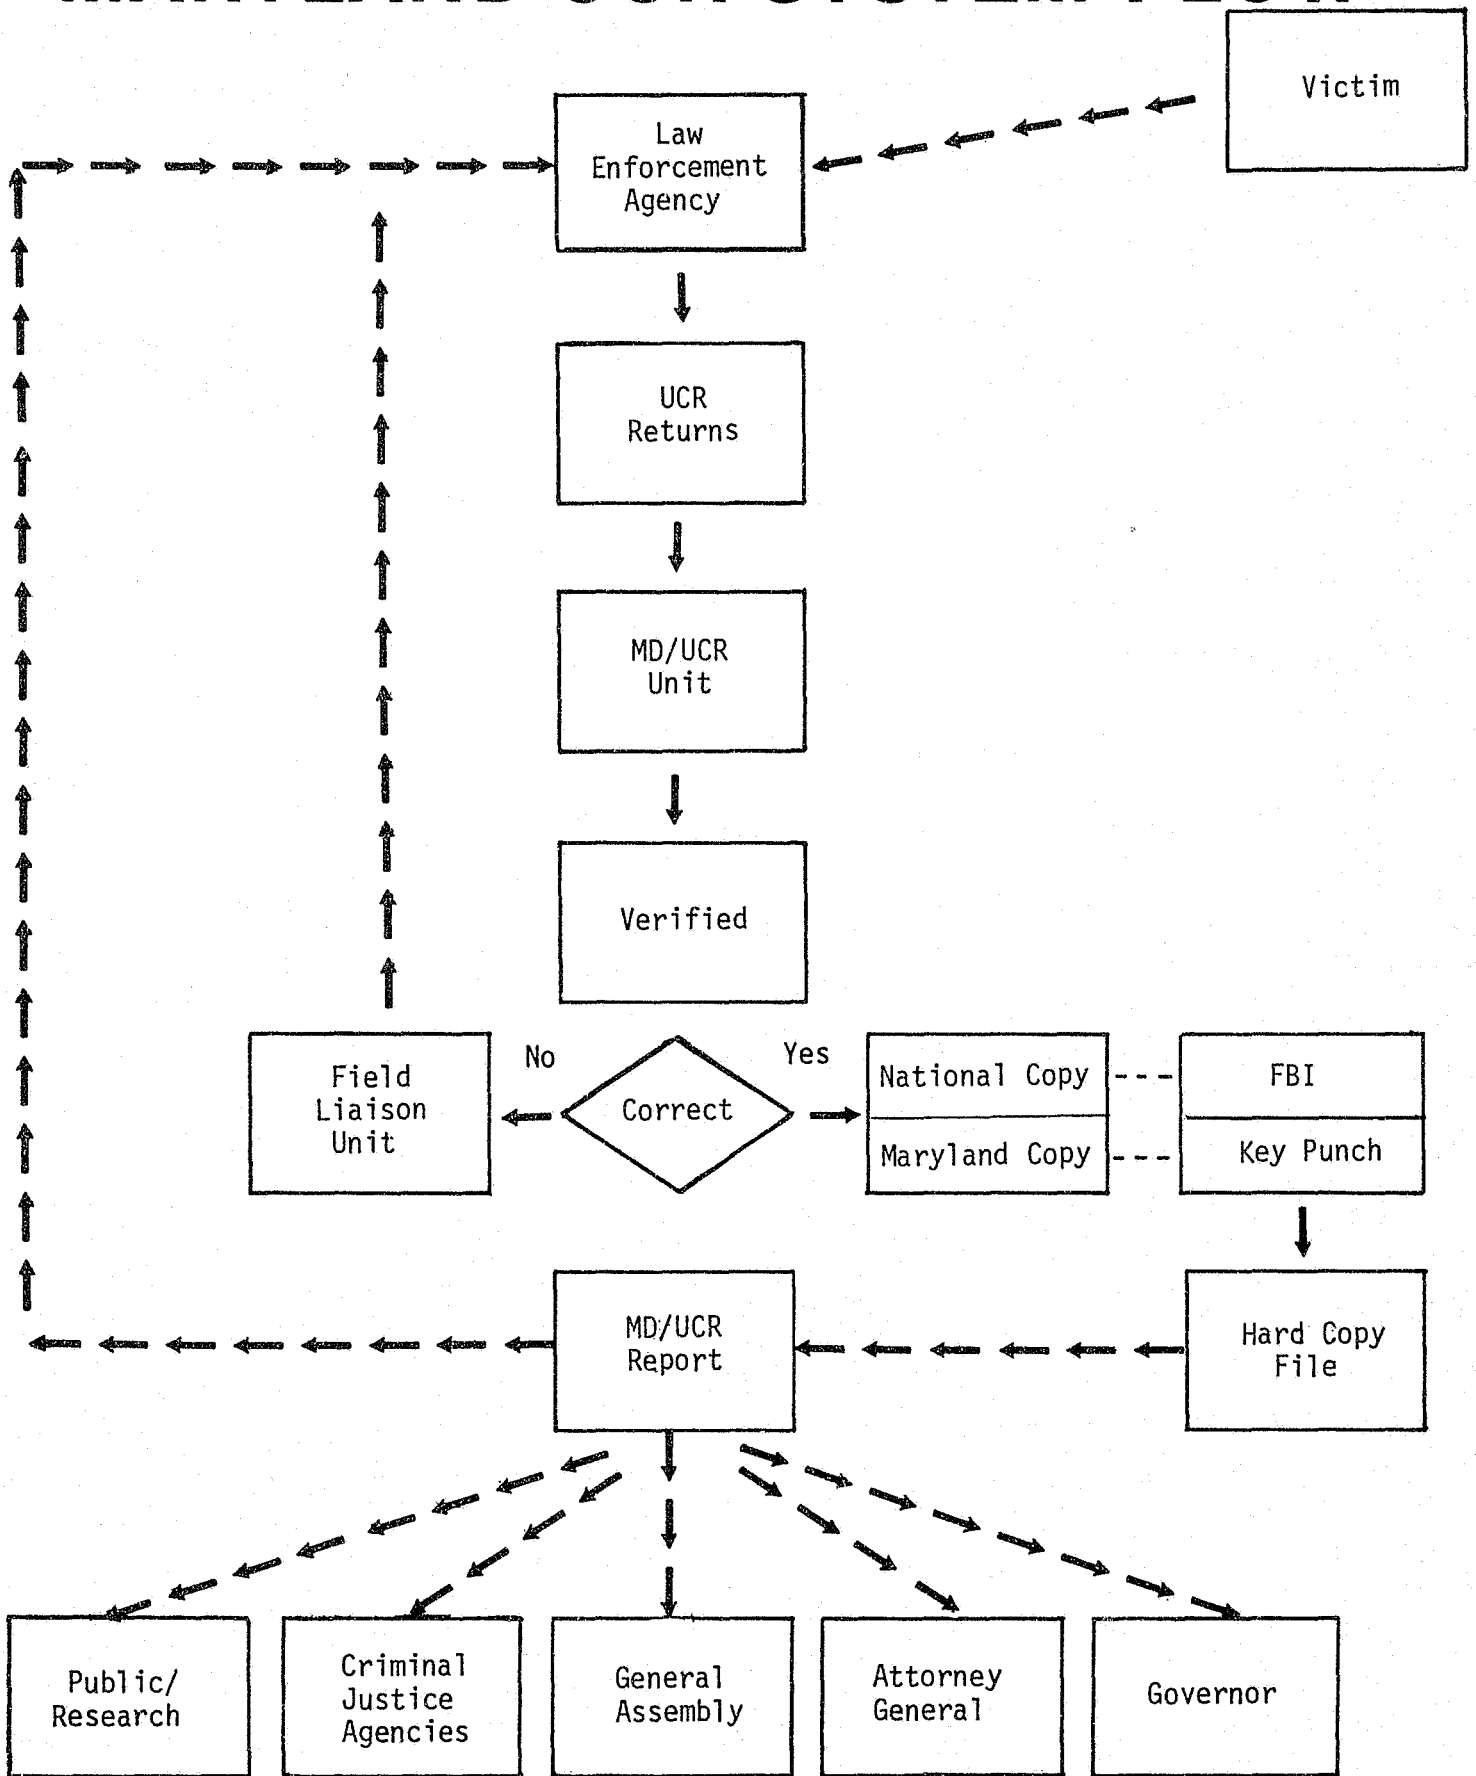 Victim
Law
Enforcement
Agency
UCR
Returns
MD/UCR
Unit
Verified
Field
Liaison
Unit
No
Correct
Yes
National Copy
Maryland Copy
FBI
Key Punch
MD/UCR
Report
Hard Copy
File
Public/
Research
Criminal
Justice
Agencies
General
Assembly
Attorney
General
Governor